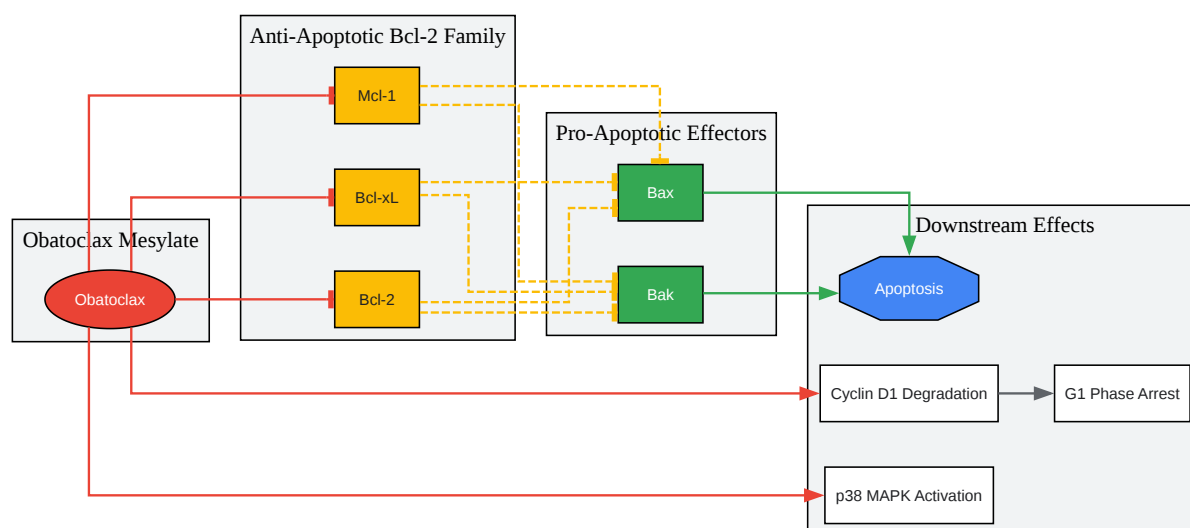 Anti-Apoptotic Bcl-2 Family
Mcl-1
Pro-Apoptotic Effectors
Bcl-xL
Bax
Obatoclax Mesylate
Downstream Effects
Obatoclax
Bcl-2
Bak
Apoptosis
Cyclin D1 Degradation
G1 Phase Arrest
p38 MAPK Activation